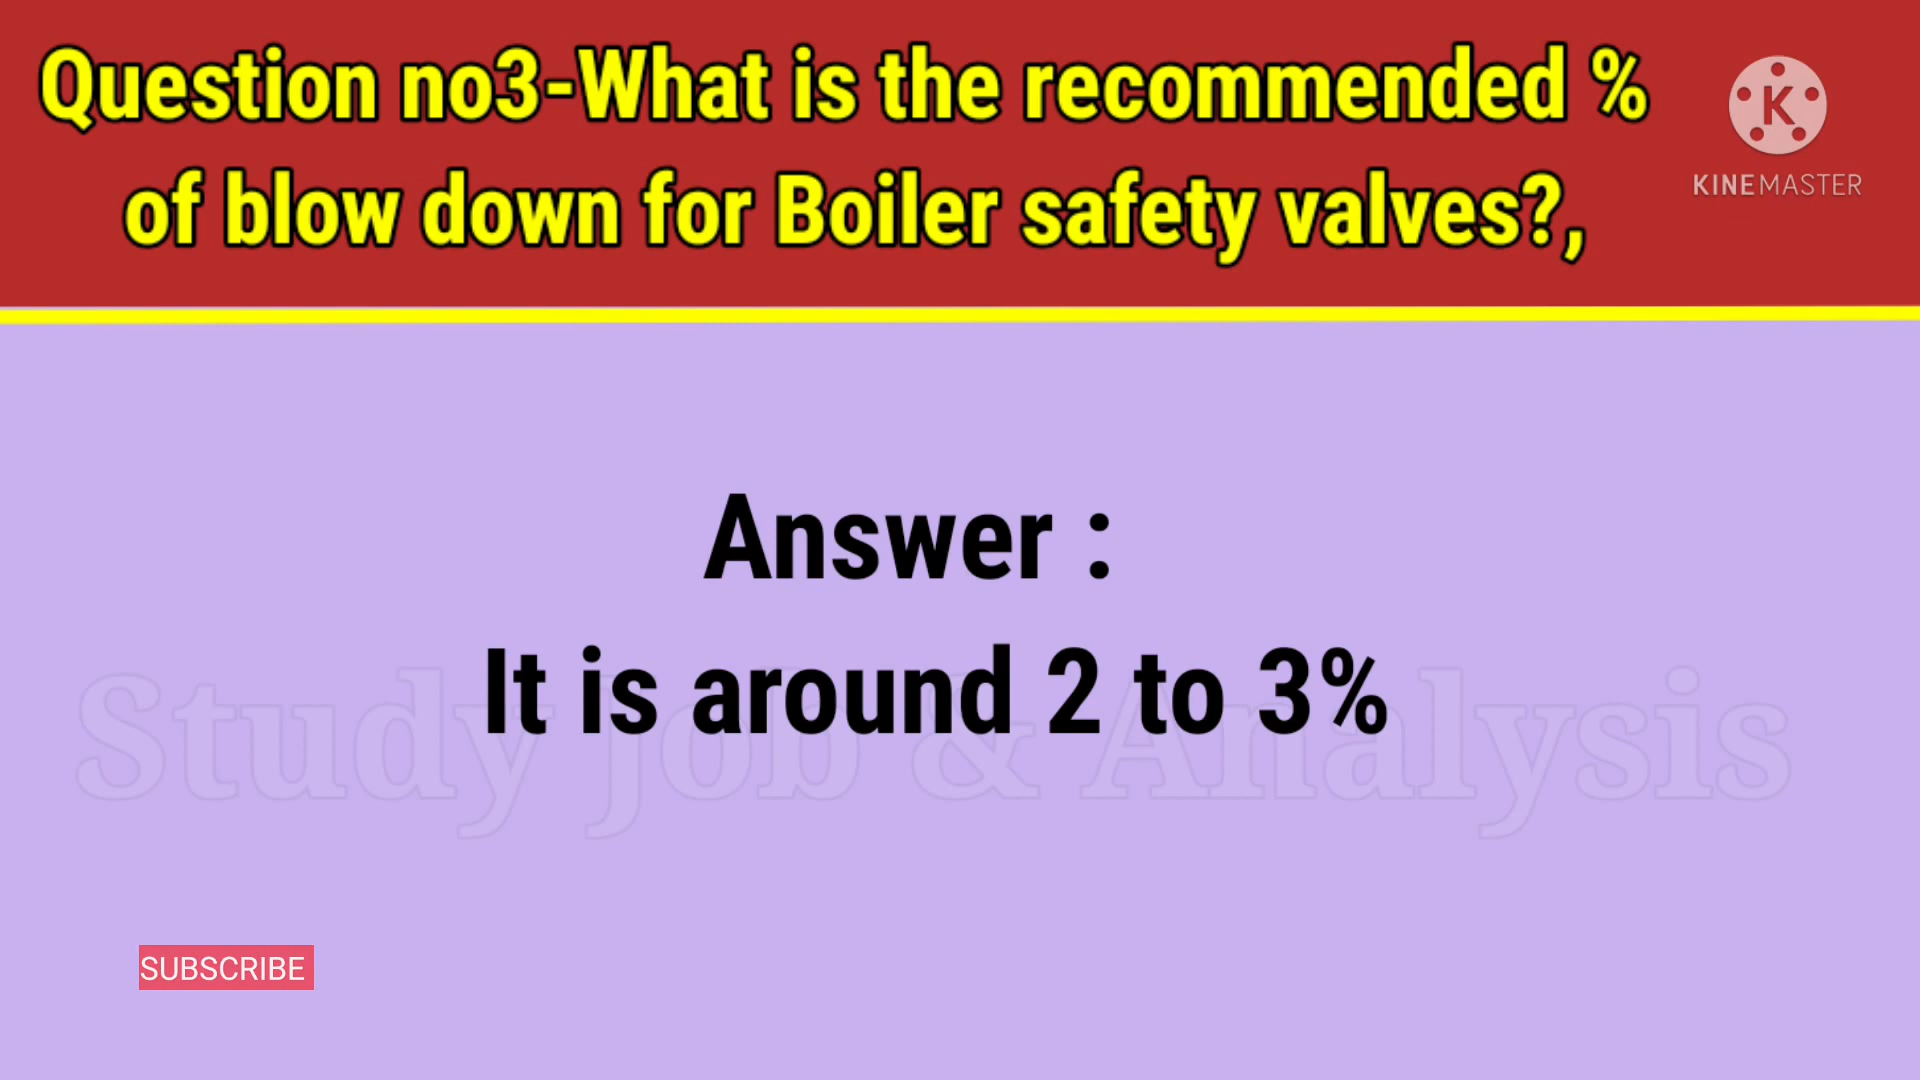 Question no3-What is the recommended %
of blow down for Boiler safety valves?,
K
KINEMASTER
Answer :
It is around 2 to 3%
Study Job & Analysis
SUBSCRIBE